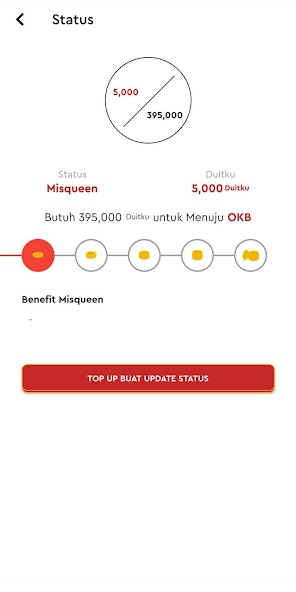 Status
5,000
395,000
Status
Duitku
Misqueen
5,000 Duitku
Butuh 395,000 Duitku untuk Menuju OKB
Benefit Misqueen
-
TOP UP BUAT UPDATE STATUS